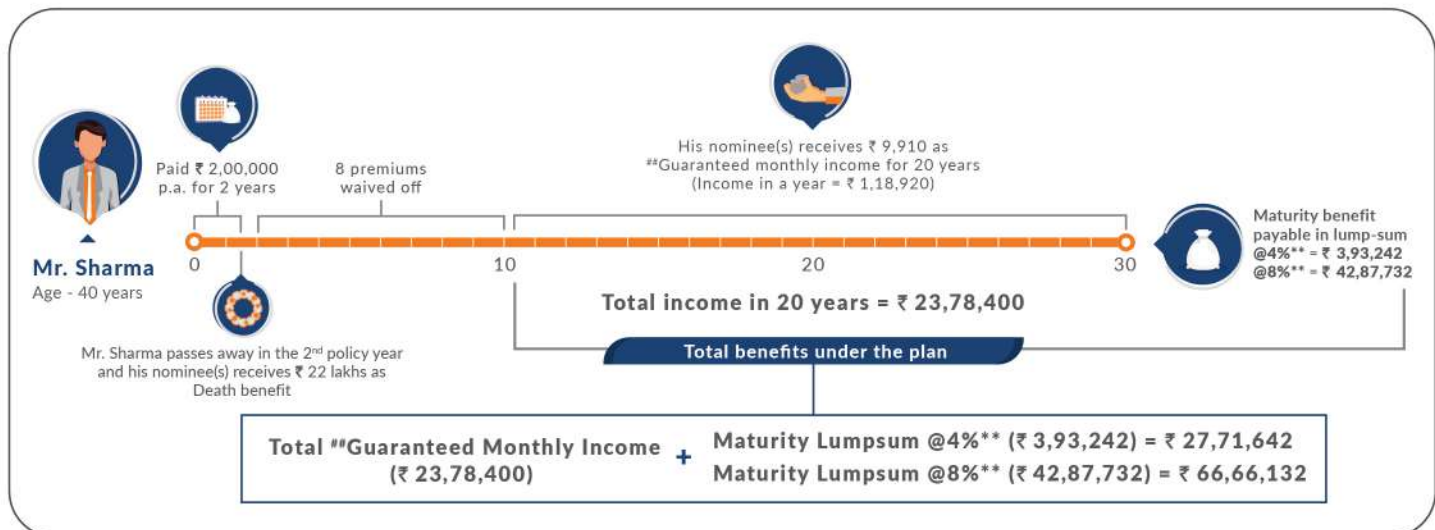 Paid ₹ 2,00,000
p.a. for 2 years
8 premiums
waived off
His nominee(s) receives ₹ 9,910 as
##Guaranteed monthly income for 20 years
(Income in a year = ₹ 1,18,920)
Mr. Sharma
Age - 40 years
0
10
20
30
Maturity benefit
payable in lump-sum
@4%** = ₹ 3,93,242
@8%** = ₹ 42,87,732
Mr. Sharma passes away in the 2nd policy year
and his nominee(s) receives ₹ 22 lakhs as
Death benefit
Total income in 20 years = ₹ 23,78,400
Total benefits under the plan
Total ##Guaranteed Monthly Income
(₹ 23,78,400)
+
Maturity Lumpsum @4%** (₹ 3,93,242) = ₹ 27,71,642
Maturity Lumpsum @8%** (₹ 42,87,732) = ₹ 66,66,132